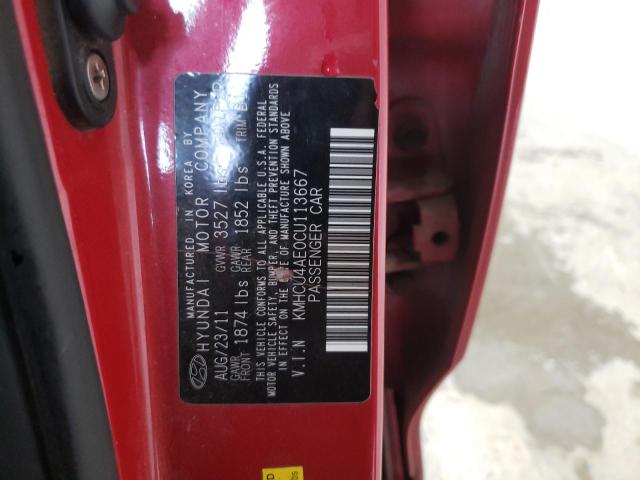 MANUFACTURED IN KOREA BY
HYUNDAI MOTOR COMPANY
AUG/23/11 GVWR 3527 lbs
GAWR FRONT 1874 lbs GAWR REAR 1852 lbs TRIM
THIS VEHICLE CONFORMS TO ALL APPLICABLE U.S.A. FEDERAL
MOTOR VEHICLE SAFETY, BUMPER, AND THEFT PREVENTION STANDARDS
IN EFFECT ON THE DATE OF MANUFACTURE SHOWN ABOVE
V.I.N KMHCU4AE0CU113667
PASSENGER CAR